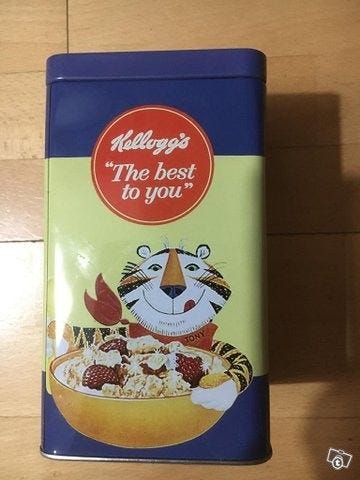 Kellogg's
"The best
to you"
TONY
t